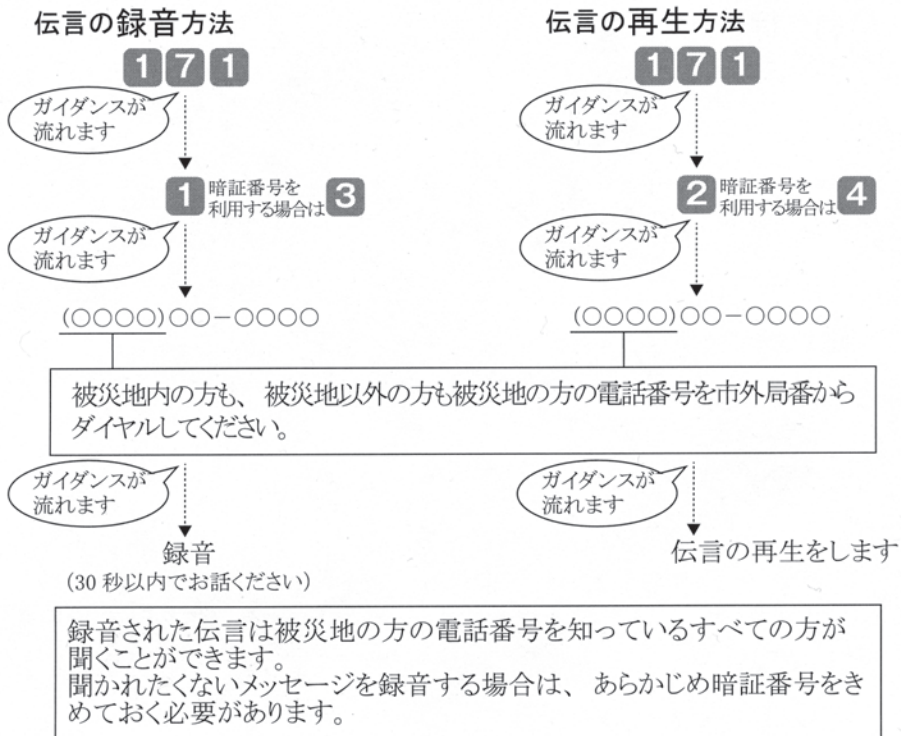 伝言の録音方法
171
ガイダンスが
流れます
1 暗証番号を
利用する場合は 3
ガイダンスが
流れます
(○○○○)○○－○○○○
伝言の再生方法
171
ガイダンスが
流れます
2 暗証番号を
利用する場合は 4
ガイダンスが
流れます
(○○○○)○○－○○○○
被災地内の方も、被災地以外の方も被災地の方の電話番号を市外局番から
ダイヤルしてください。
ガイダンスが
流れます
録音
(30 秒以内でお話ください)
ガイダンスが
流れます
伝言の再生をします
録音された伝言は被災地の方の電話番号を知っているすべての方が
聞くことができます。
聞かれたくないメッセージを録音する場合は、あらかじめ暗証番号をき
めておく必要があります。